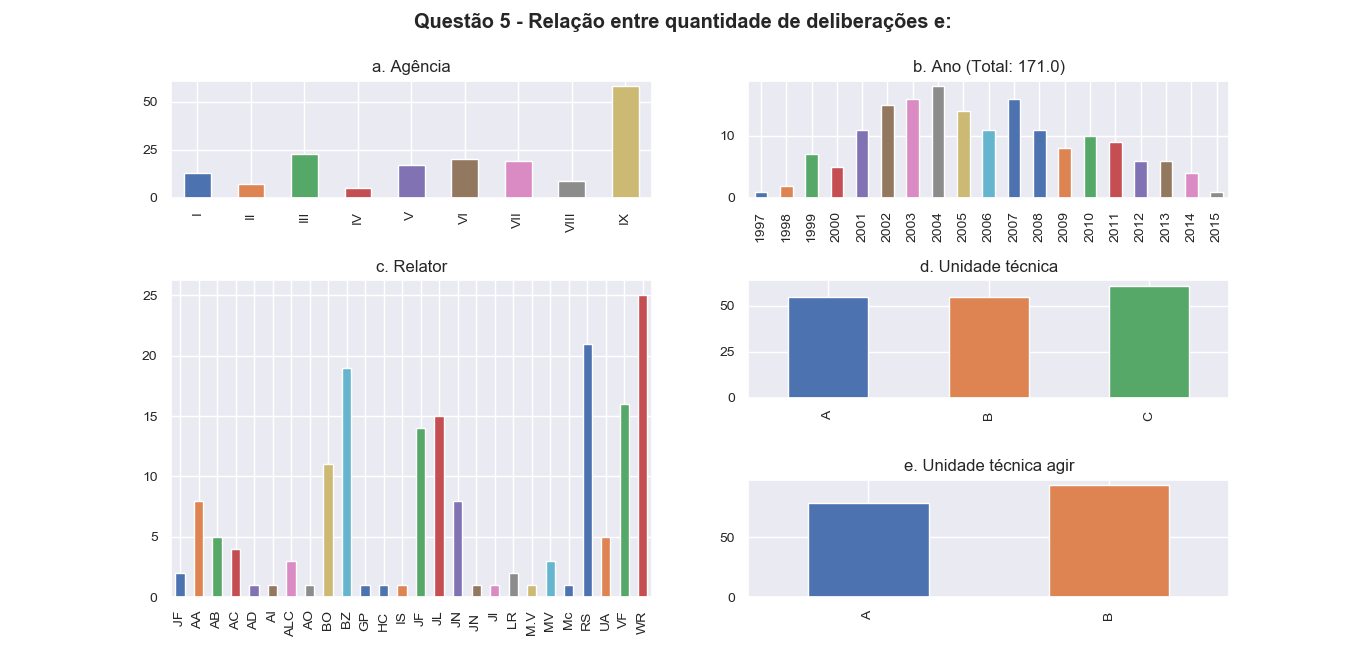 Questão 5 - Relação entre quantidade de deliberações e:
a. Agência
50
25
0
I II III IV V VI VII VIII IX
b. Ano (Total: 171.0)
10
0
1997 1998 1999 2000 2001 2002 2003 2004 2005 2006 2007 2008 2009 2010 2011 2012 2013 2014 2015
c. Relator
25
20
15
10
5
0
JF AA AB AC AD AI ALC AO BO BZ GP HC IS JF JL JN JN JI LR M.V MV Mc RS UA VF WR
d. Unidade técnica
50
25
0
A B C
e. Unidade técnica agir
50
0
A B